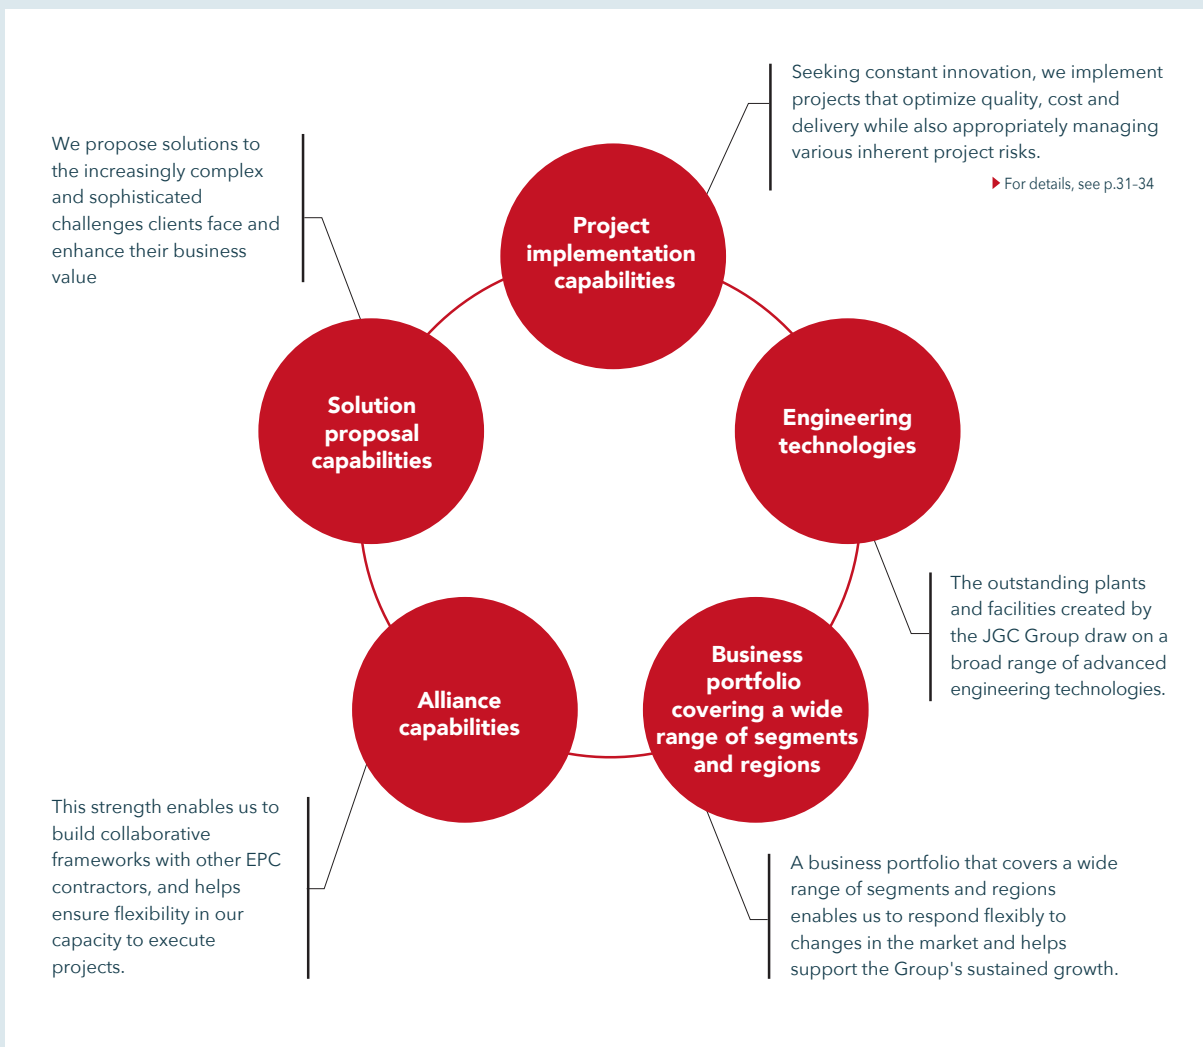 Seeking constant innovation, we implement
projects that optimize quality, cost and
delivery while also appropriately managing
various inherent project risks.
For details, see p.31-34
We propose solutions to
the increasingly complex
and sophisticated
challenges clients face and
enhance their business
value
Project
implementation
capabilities
Solution
proposal
capabilities
Engineering
technologies
The outstanding plants
and facilities created by
the JGC Group draw on a
broad range of advanced
engineering technologies.
Business
portfolio
covering a wide
range of segments
and regions
Alliance
capabilities
This strength enables us to
build collaborative
frameworks with other EPC
contractors, and helps
ensure flexibility in our
capacity to execute
projects.
A business portfolio that covers a wide
range of segments and regions
enables us to respond flexibly to
changes in the market and helps
support the Group's sustained growth.